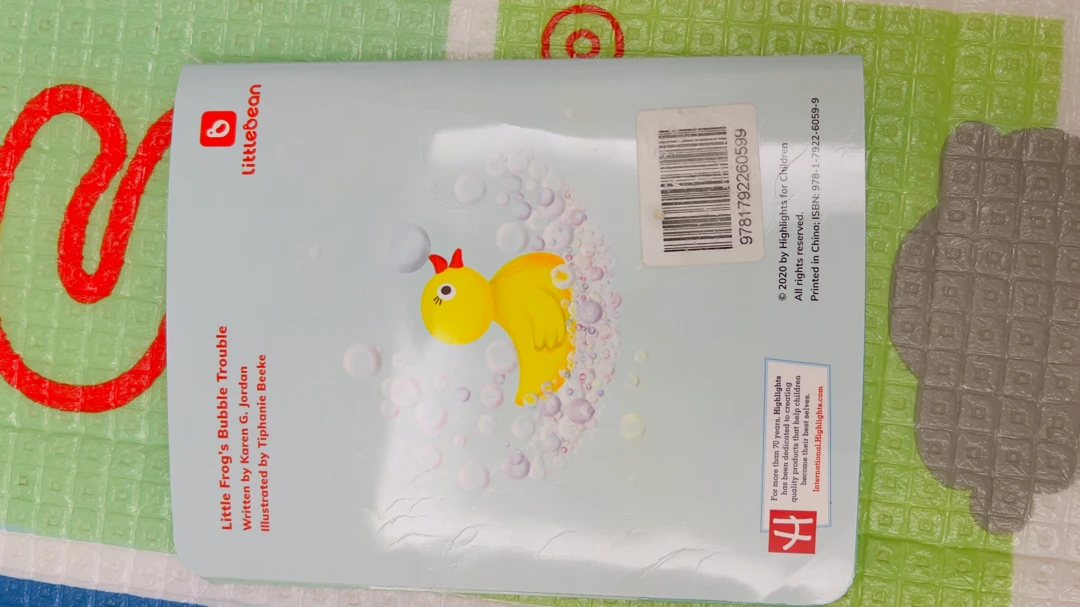 Little Frog's Bubble Trouble
Written by Karen G. Jordan
Illustrated by Tiphanie Beeke
littlebean
For more than 70 years, Highlights
has been dedicated to creating
quality products that help children
become their best selves.
International.Highlights.com
9781792260599
© 2020 by Highlights for Children
All rights reserved.
Printed in China; ISBN: 978-1-7922-6059-9